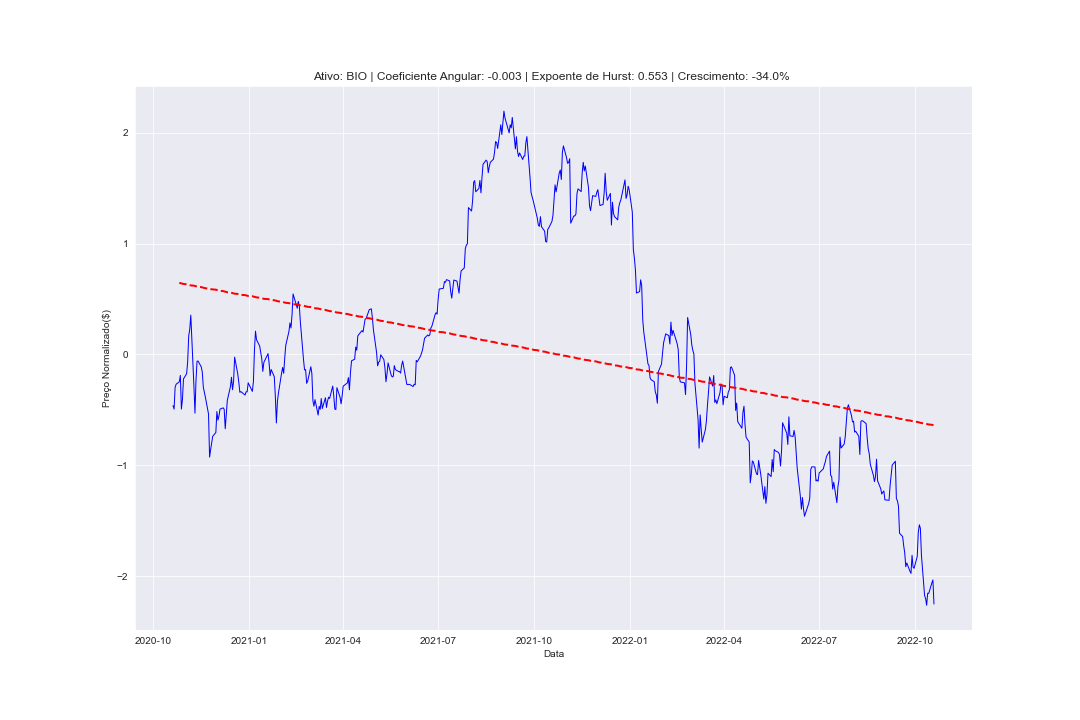 Ativo: BIO | Coeficiente Angular: -0.003 | Expoente de Hurst: 0.553 | Crescimento: -34.0%
Preço Normalizado($)
2
1
0
−1
−2
2020-10 2021-01 2021-04 2021-07 2021-10 2022-01 2022-04 2022-07 2022-10
Data